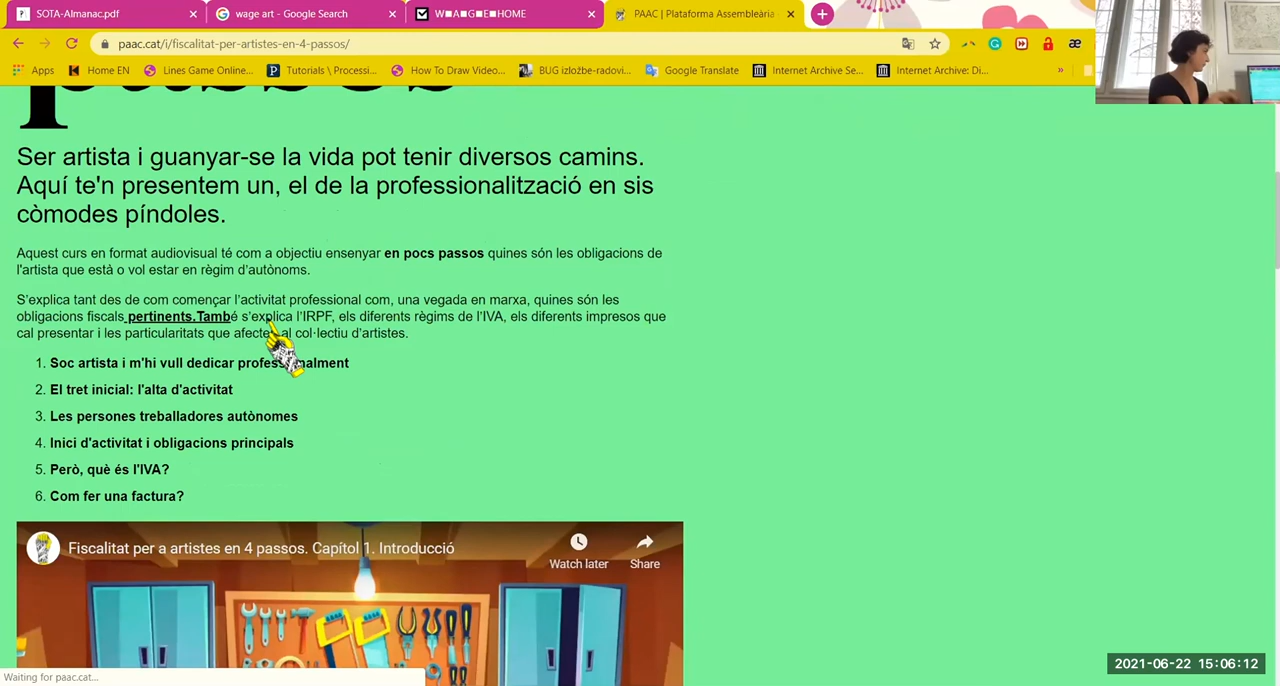 SOTA-Almanac.pdf
wage art - Google Search
W■A■G■E■HOME
PAAC | Plataforma Assembleària
paac.cat/i/fiscalitat-per-artistes-en-4-passos/
Apps
Home EN
Lines Game Online...
Tutorials \ Processi...
How To Draw Video...
BUG izložbe-radovi...
Google Translate
Internet Archive Se...
Internet Archive: Di...
»
Ser artista i guanyar-se la vida pot tenir diversos camins.
Aquí te'n presentem un, el de la professionalització en sis
còmodes píndoles.
Aquest curs en format audiovisual té com a objectiu ensenyar en pocs passos quines són les obligacions de
l'artista que està o vol estar en règim d'autònoms.
S'explica tant des de com començar l'activitat professional com, una vegada en marxa, quines són les
obligacions fiscals pertinents.També s'explica l'IRPF, els diferents règims de l'IVA, els diferents impresos que
cal presentar i les particularitats que afecten al col·lectiu d'artistes.
1. Soc artista i m'hi vull dedicar professionalment
2. El tret inicial: l'alta d'activitat
3. Les persones treballadores autònomes
4. Inici d'activitat i obligacions principals
5. Però, què és l'IVA?
6. Com fer una factura?
Fiscalitat per a artistes en 4 passos. Capítol 1. Introducció
Watch later
Share
Waiting for paac.cat...
2021-06-22 15:06:12